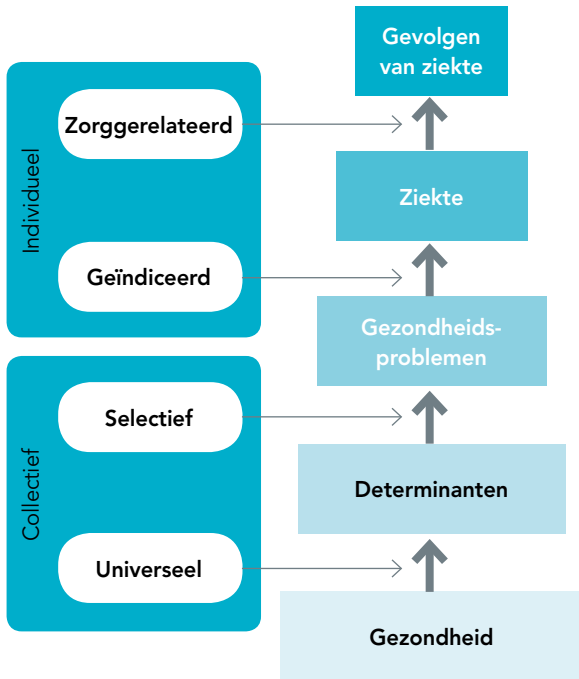 Individueel
Zorggerelateerd
Geïndiceerd
Collectief
Selectief
Universeel
Gevolgen
van ziekte
Ziekte
Gezondheids-
problemen
Determinanten
Gezondheid